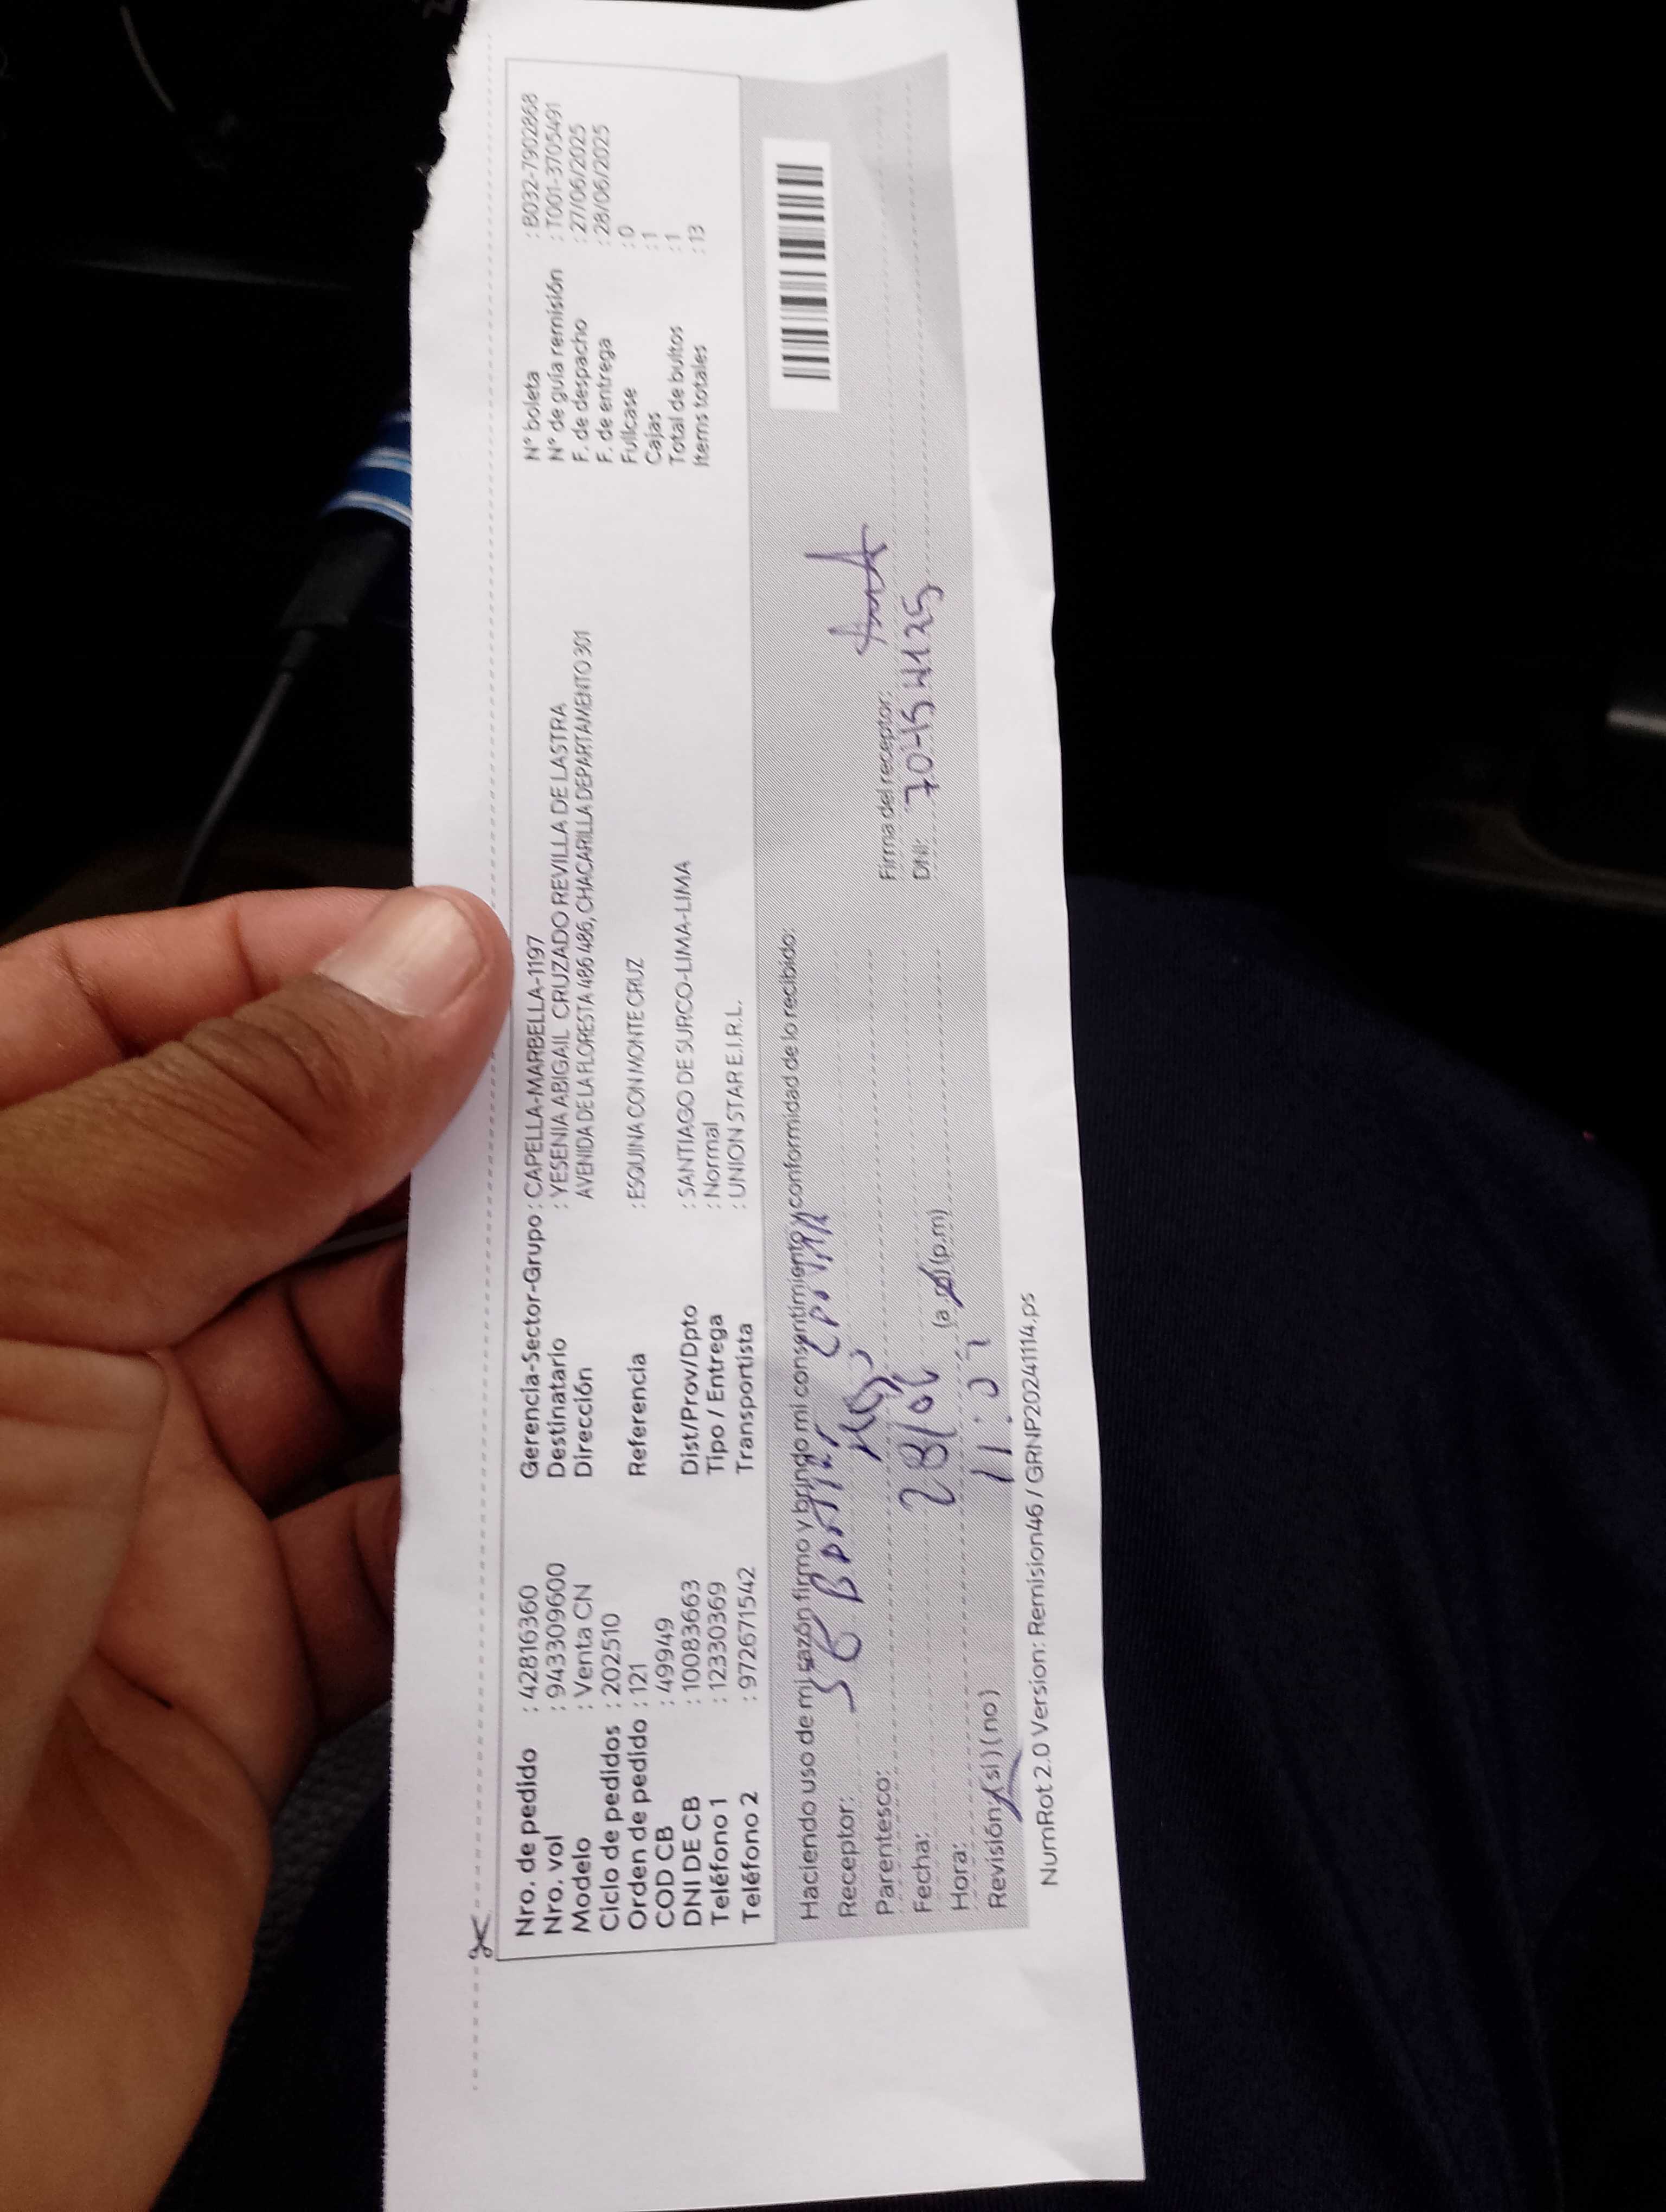 Nro. de pedido : 42816360
Nro. vol : 943309600
Modelo : Venta CN
Ciclo de pedidos : 202510
Orden de pedido : 121
COD CB : 49949
DNI DE CB : 10083663
Teléfono 1 : 12330369
Teléfono 2 : 972671542
Gerencia-Sector-Grupo : CAPELLA-MARBELLA-1197
Destinatario : YESENIA ABIGAIL CRUZADO REVILLA DE LASTRA
Dirección AVENIDA DE LA FLORESTA 486 486, CHACARILLA DEPARTAMENTO 301
Referencia : ESQUINA CON MONTE CRUZ
Dist/Prov/Dpto : SANTIAGO DE SURCO-LIMA-LIMA
Tipo / Entrega : Normal
Transportista : UNION STAR E.I.R.L.
N° boleta : B032-7902868
N° de guía remisión : T001-3705491
F. de despacho : 27/06/2025
F. de entrega : 28/06/2025
Fullcase : 0
Cajas : 1
Total de bultos : 1
Items totales : 13
Haciendo uso de mi razón firmo y brindo mi consentimiento y conformidad de lo recibido:
Receptor:
Parentesco:
Fecha: 28/06
Hora: 11:01 (a.m) (p.m)
Revisión (si) (no)
Firma del receptor:
DNI: 70454125
NumRot 2.0 Version: Remision46 / GRNP20241114.ps